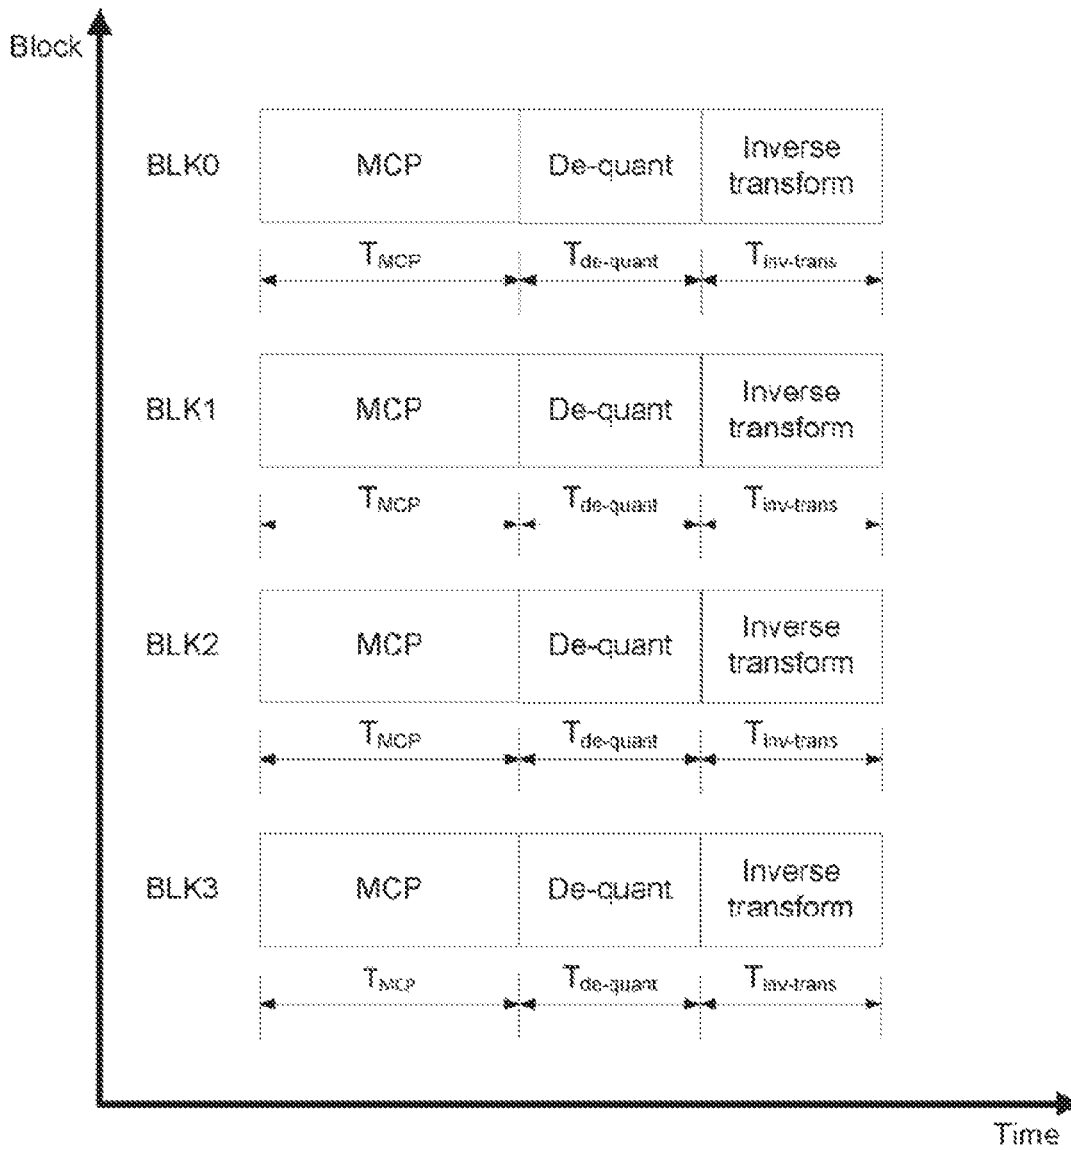 Block
BLK0 MCP De-quant Inverse transform
TMCP Tde-quant Tinv-trans
BLK1 MCP De-quant Inverse transform
TMCP Tde-quant Tinv-trans
BLK2 MCP De-quant Inverse transform
TMCP Tde-quant Tinv-trans
BLK3 MCP De-quant Inverse transform
TMCP Tde-quant Tinv-trans
Time